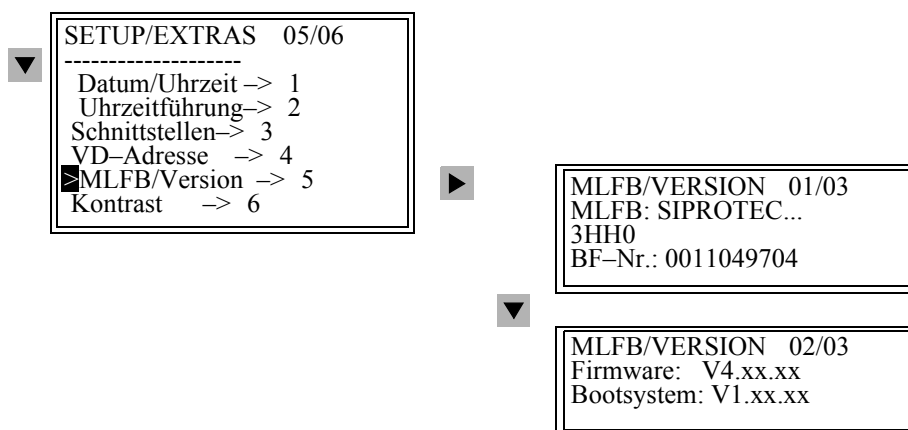 SETUP/EXTRAS 05/06
--------------------
Datum/Uhrzeit –> 1
Uhrzeitführung–> 2
Schnittstellen–> 3
VD–Adresse –> 4
>MLFB/Version –> 5
Kontrast –> 6
MLFB/VERSION 01/03
MLFB: SIPROTEC...
3HH0
BF–Nr.: 0011049704
MLFB/VERSION 02/03
Firmware: V4.xx.xx
Bootsystem: V1.xx.xx